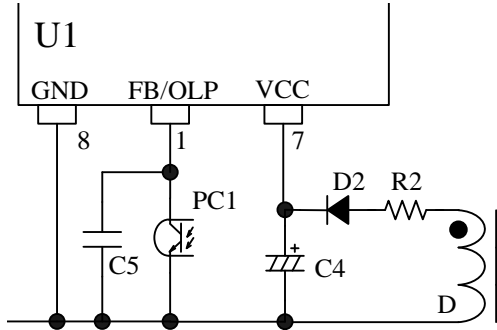 U1
GND FB/OLP VCC
8 1 7
D2 R2
PC1
+
C5 C4
D